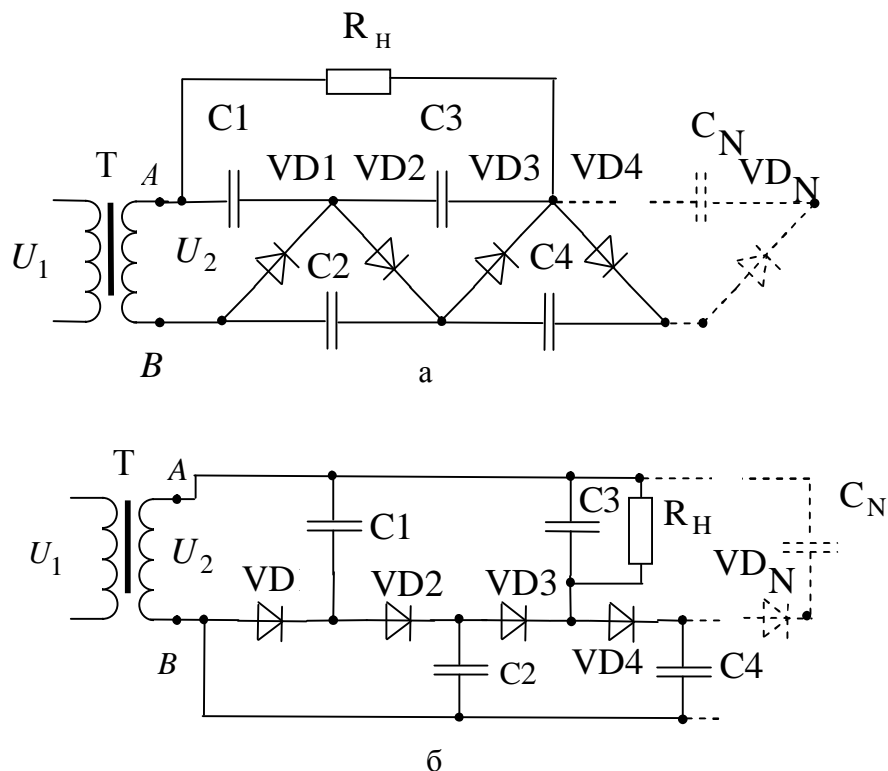 R H
C1 C3 C N
T A VD1 VD2 VD3 VD4 VD N
U1 U2 C2 C4
B
а
T A C3 C N
U1 U2 C1 R H
VD VD2 VD3 VD N
B C2 VD4 C4
б